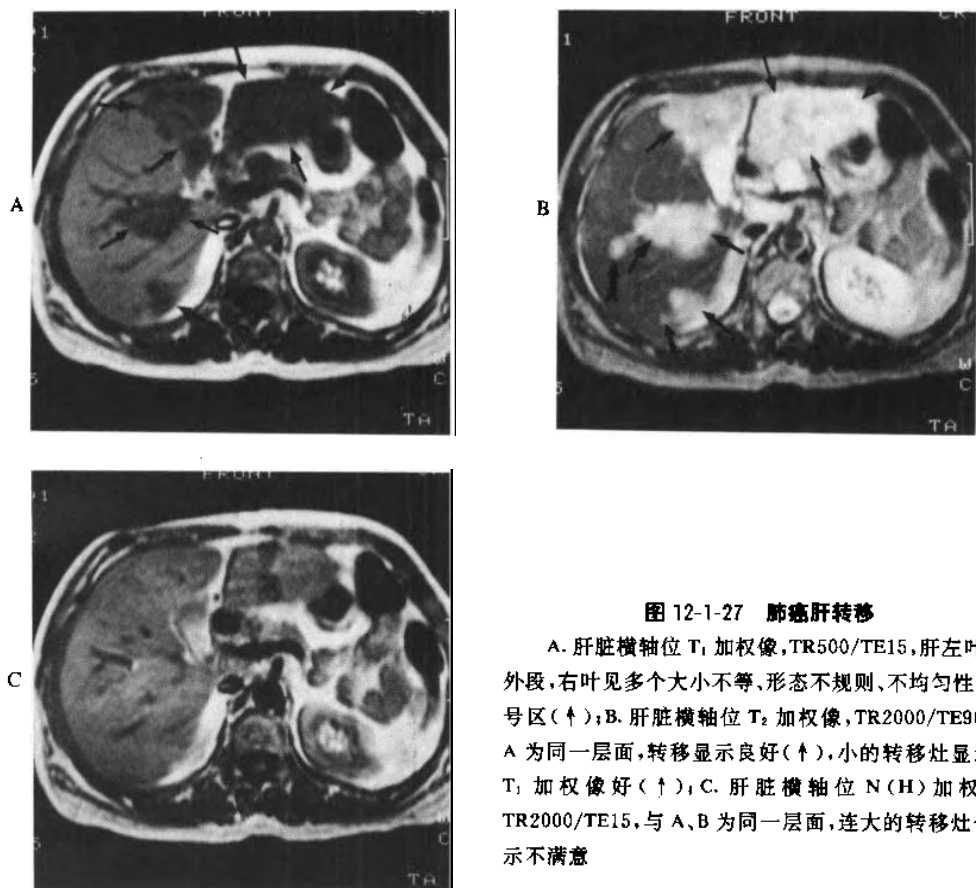 FRONT
1
A
C
TA
FRONT
1
B
W
C
TA
C
TA
图 12-1-27 肺癌肝转移
A. 肝脏横轴位 T₁ 加权像,TR500/TE15,肝左叶
外段,右叶见多个大小不等、形态不规则、不均匀性
号区(↑);B. 肝脏横轴位 T₂ 加权像,TR2000/TE90
A 为同一层面,转移显示良好(↑),小的转移灶显
T₁ 加权像好(↑);C. 肝脏横轴位 N(H)加权
TR2000/TE15,与 A、B 为同一层面,连大的转移灶
示不满意